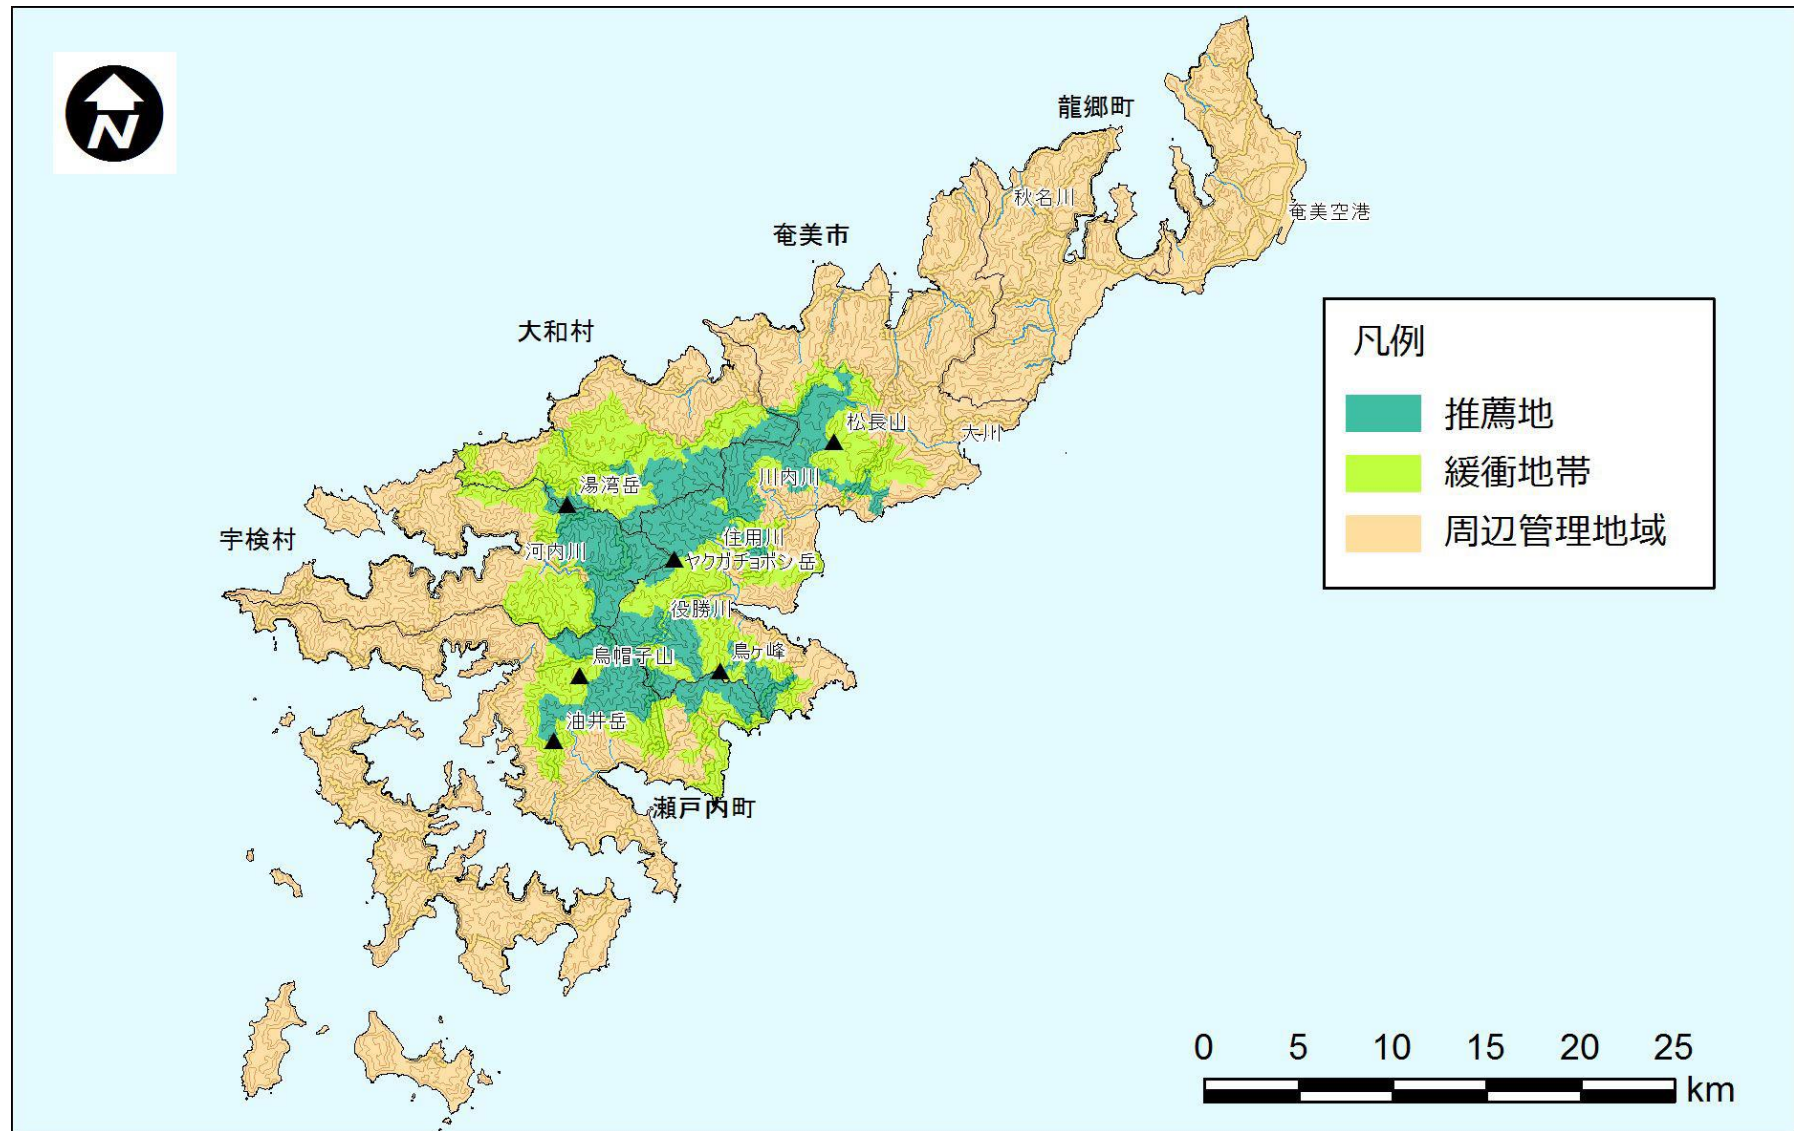 N
龍郷町
秋名川
奄美空港
奄美市
大和村
凡例
推薦地
緩衝地帯
周辺管理地域
松長山
大川
川内川
湯湾岳
宇検村
住用川
河内川
ヤクガチョボシ岳
役勝川
烏帽子山
鳥ヶ峰
油井岳
瀬戸内町
0 5 10 15 20 25
km